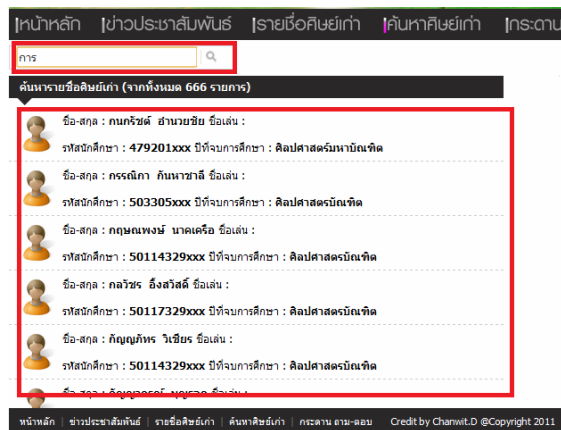 |หน้าหลัก |ข่าวประชาสัมพันธ์ |รายชื่อศิษย์เก่า |ค้นหาศิษย์เก่า |กระดาน
การ
ค้นหารายชื่อศิษย์เก่า (จากทั้งหมด 666 รายการ)
ชื่อ-สกุล : กนกรัชต์ อำนวยชัย ชื่อเล่น :
รหัสนักศึกษา : 479201xxx ปีที่จบการศึกษา : ศิลปศาสตร์มหาบัณฑิต
ชื่อ-สกุล : กรรณิกา กันหาชาลี ชื่อเล่น :
รหัสนักศึกษา : 503305xxx ปีที่จบการศึกษา : ศิลปศาสตรบัณฑิต
ชื่อ-สกุล : กฤษณพงษ์ นาคเครือ ชื่อเล่น :
รหัสนักศึกษา : 50114329xxx ปีที่จบการศึกษา : ศิลปศาสตรบัณฑิต
ชื่อ-สกุล : กลวัชร อึ้งสวัสดิ์ ชื่อเล่น :
รหัสนักศึกษา : 50117329xxx ปีที่จบการศึกษา : ศิลปศาสตรบัณฑิต
ชื่อ-สกุล : กัญญภัทร วิเชียร ชื่อเล่น :
รหัสนักศึกษา : 50114329xxx ปีที่จบการศึกษา : ศิลปศาสตรบัณฑิต
ชื่อ-สกุล : ชื่อเล่น :
หน้าหลัก | ข่าวประชาสัมพันธ์ | รายชื่อศิษย์เก่า | ค้นหาศิษย์เก่า | กระดาน ถาม-ตอบ Credit by Chanwit.D @Copyright 2011